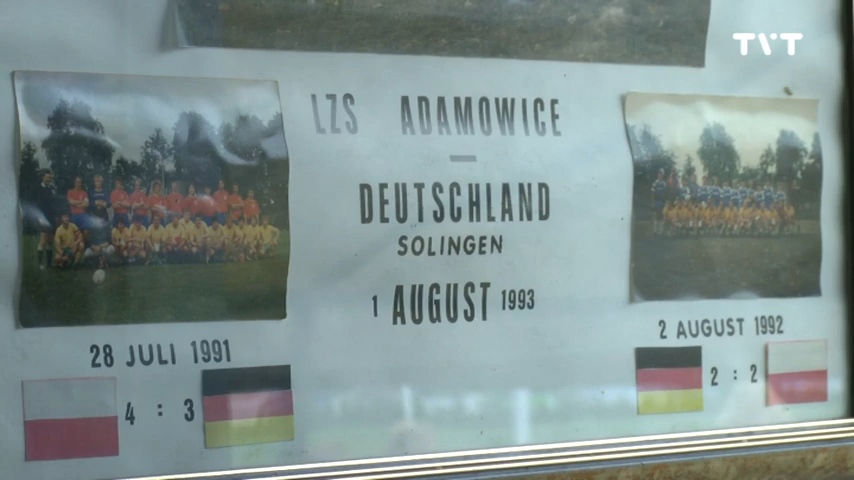 TVT
LZS ADAMOWICE
–
DEUTSCHLAND
SOLINGEN
1 AUGUST 1993
28 JULI 1991
4 : 3
2 AUGUST 1992
2 : 2